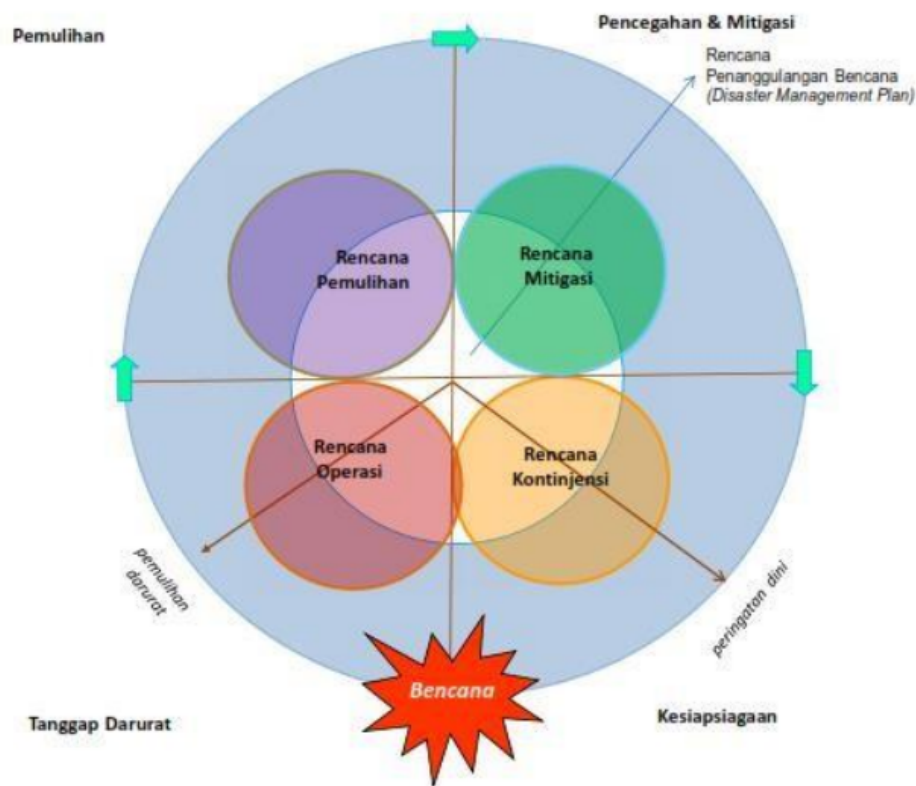 Pemulihan
Pencegahan & Mitigasi
Rencana
Penanggulangan Bencana
(Disaster Management Plan)
Rencana
Pemulihan
Rencana
Mitigasi
Rencana
Operasi
Rencana
Kontinjensi
pemulihan
darurat
peringatan dini
Bencana
Tanggap Darurat
Kesiapsiagaan